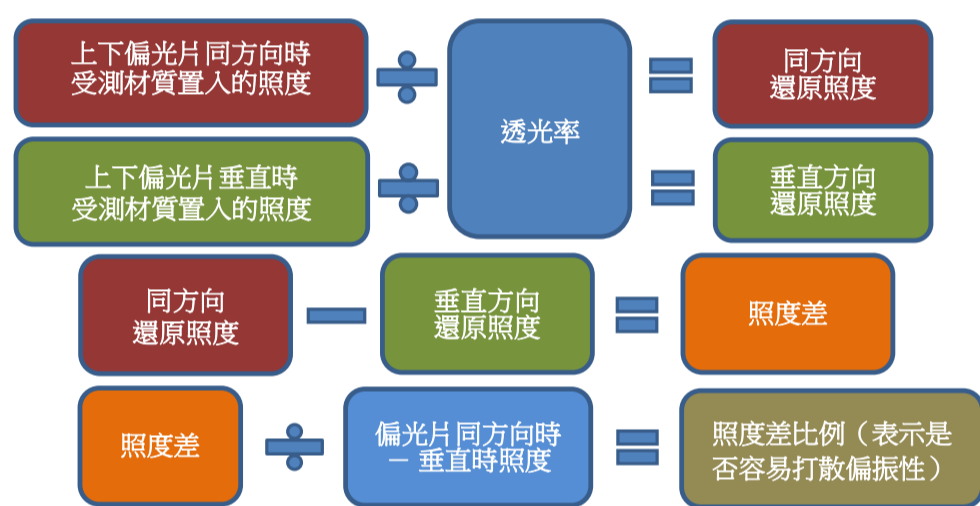 上下偏光片同方向時
受測材質置入的照度
透光率
同方向
還原照度
上下偏光片垂直時
受測材質置入的照度
垂直方向
還原照度
同方向
還原照度
垂直方向
還原照度
照度差
照度差
偏光片同方向時
－ 垂直時照度
照度差比例（表示是
否容易打散偏振性）